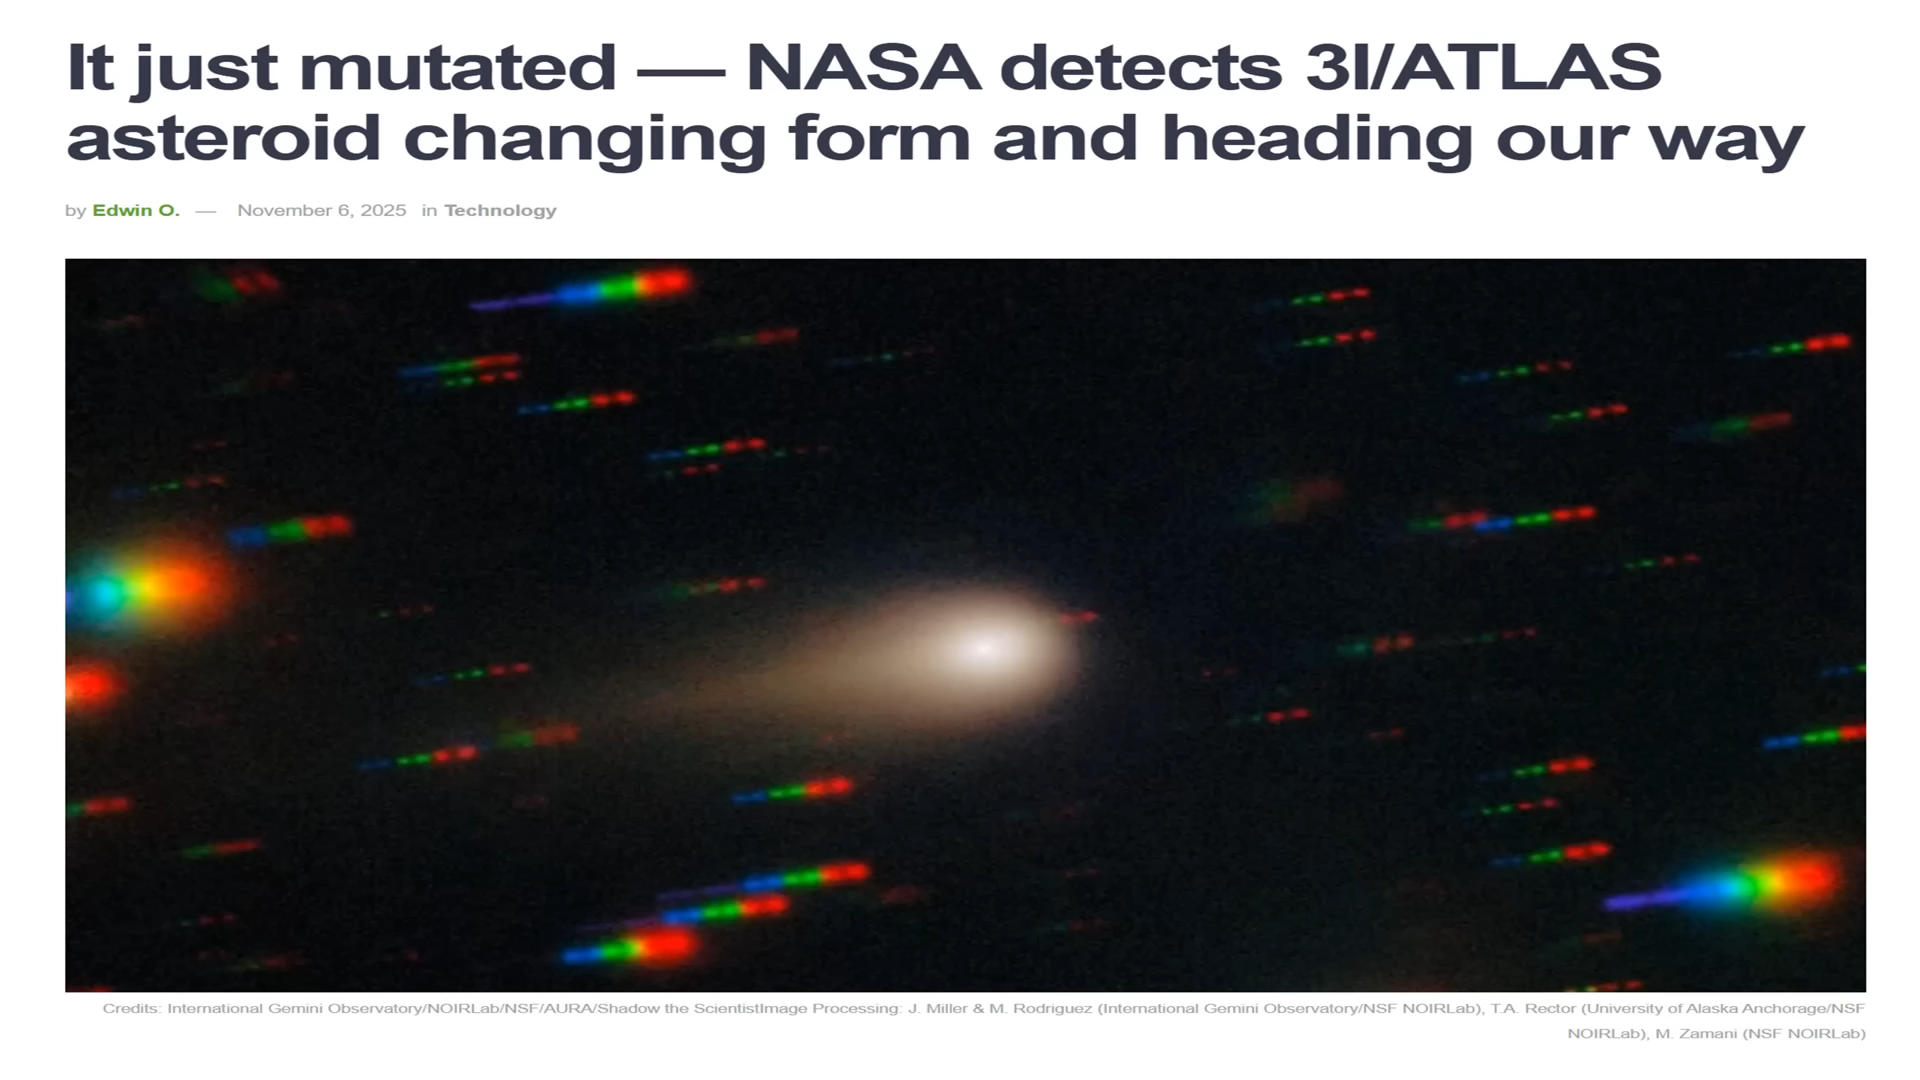 It just mutated — NASA detects 3I/ATLAS
asteroid changing form and heading our way
by Edwin O. — November 6, 2025 in Technology
Credits: International Gemini Observatory/NOIRLab/NSF/AURA/Shadow the ScientistImage Processing: J. Miller & M. Rodriguez (International Gemini Observatory/NSF NOIRLab), T.A. Rector (University of Alaska Anchorage/NSF
NOIRLab), M. Zamani (NSF NOIRLab)